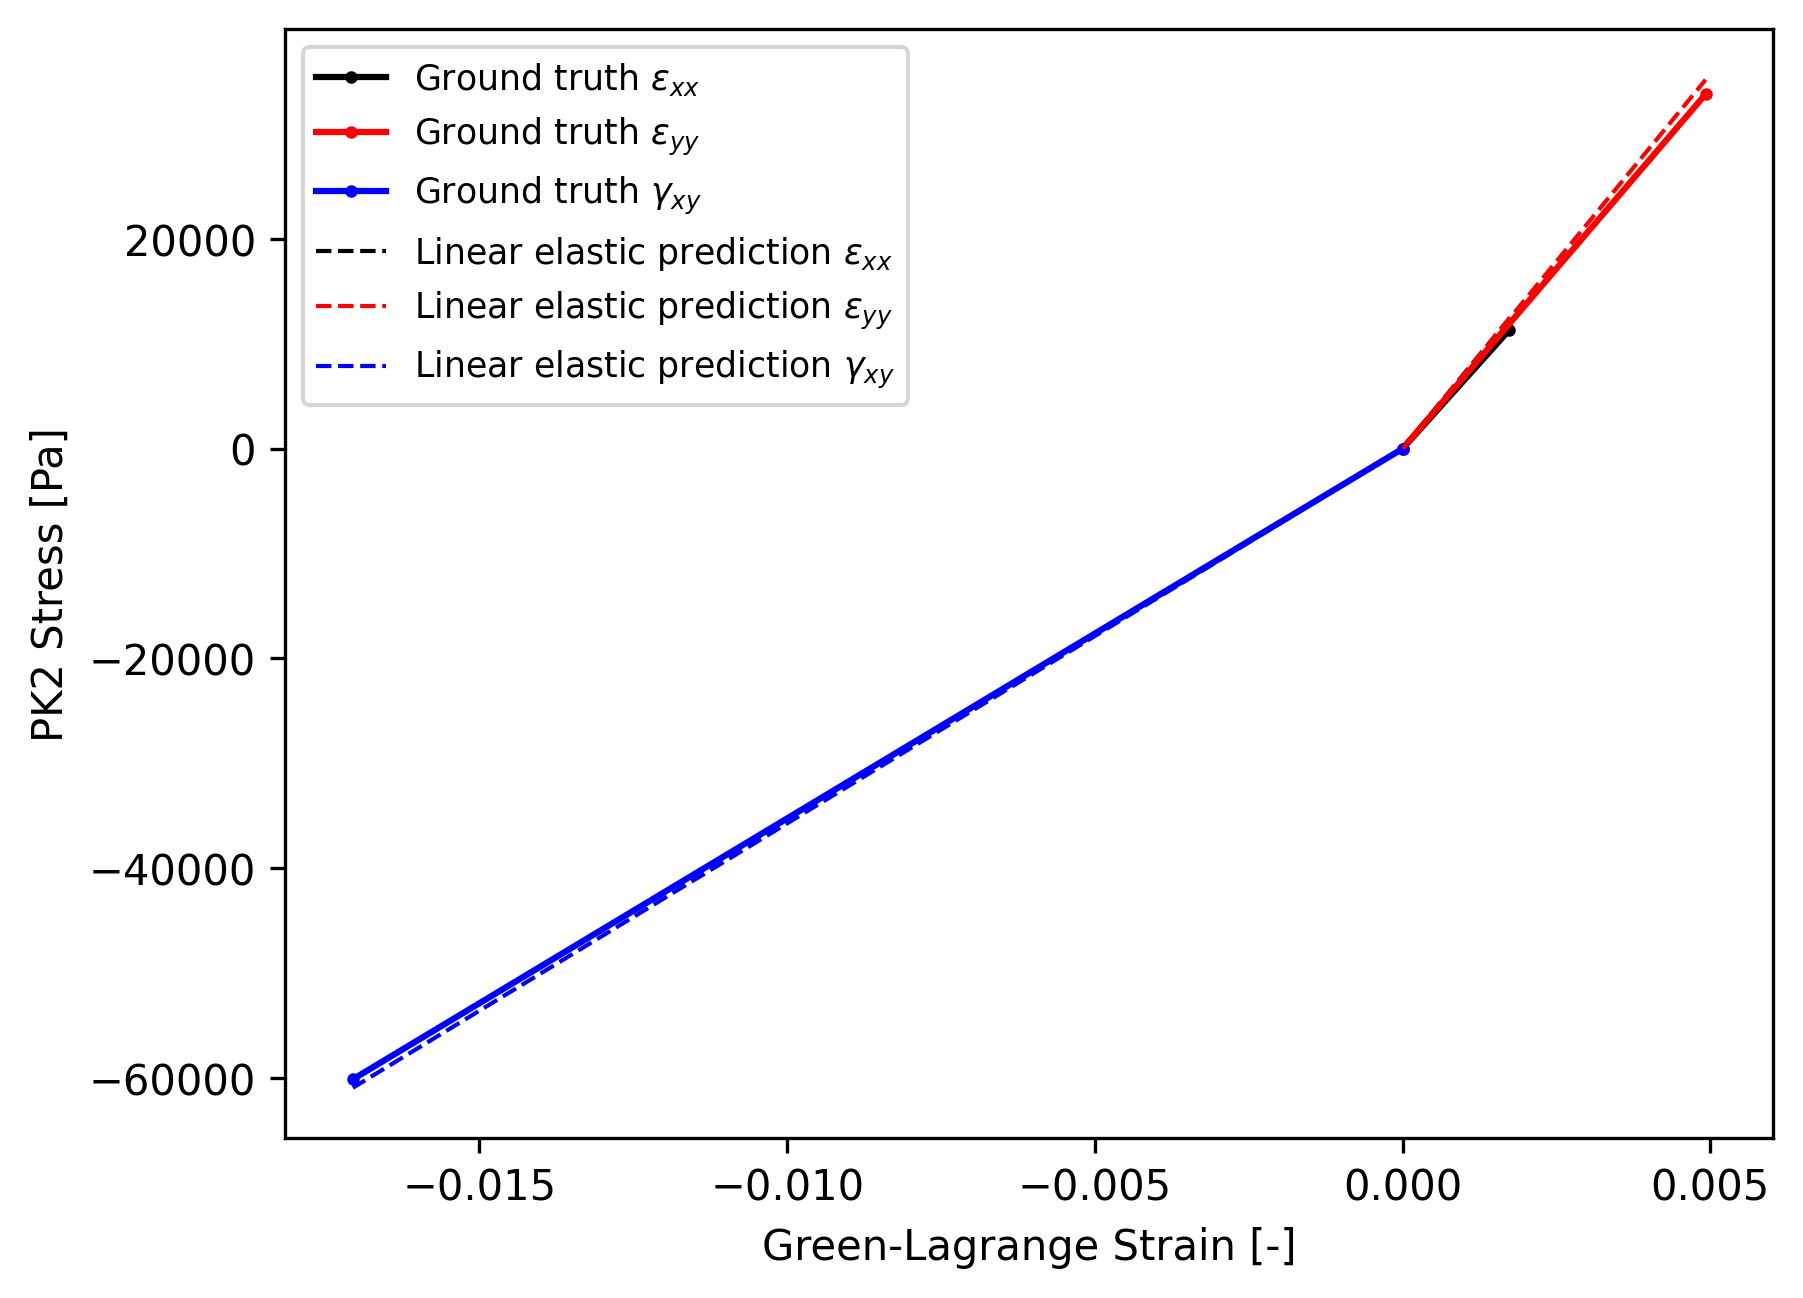 Ground truth εxx
Ground truth εyy
Ground truth γxy
Linear elastic prediction εxx
Linear elastic prediction εyy
Linear elastic prediction γxy
20000
0
−20000
−40000
−60000
PK2 Stress [Pa]
−0.015 −0.010 −0.005 0.000 0.005
Green-Lagrange Strain [-]